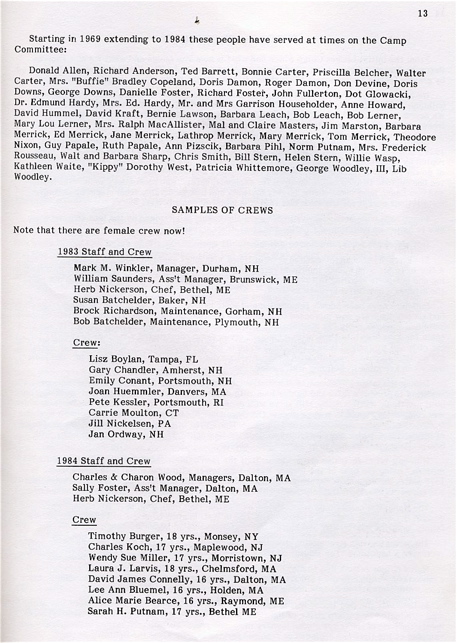 13
Starting in 1969 extending to 1984 these people have served at times on the Camp
Committee:
Donald Allen, Richard Anderson, Ted Barrett, Bonnie Carter, Priscilla Belcher, Walter
Carter, Mrs. "Buffie" Bradley Copeland, Doris Damon, Roger Damon, Don Devine, Doris
Downs, George Downs, Danielle Foster, Richard Foster, John Fullerton, Dot Glowacki,
Dr. Edmund Hardy, Mrs. Ed. Hardy, Mr. and Mrs Garrison Householder, Anne Howard,
David Hummel, David Kraft, Bernie Lawson, Barbara Leach, Bob Leach, Bob Lerner,
Mary Lou Lerner, Mrs. Ralph MacAllister, Mal and Claire Masters, Jim Marston, Barbara
Merrick, Ed Merrick, Jane Merrick, Lathrop Merrick, Mary Merrick, Tom Merrick, Theodore
Nixon, Guy Papale, Ruth Papale, Ann Pizscik, Barbara Pihl, Norm Putnam, Mrs. Frederick
Rousseau, Walt and Barbara Sharp, Chris Smith, Bill Stern, Helen Stern, Willie Wasp,
Kathleen Waite, "Kippy" Dorothy West, Patricia Whittemore, George Woodley, III, Lib
Woodley.
SAMPLES OF CREWS
Note that there are female crew now!
1983 Staff and Crew
Mark M. Winkler, Manager, Durham, NH
William Saunders, Ass't Manager, Brunswick, ME
Herb Nickerson, Chef, Bethel, ME
Susan Batchelder, Baker, NH
Brock Richardson, Maintenance, Gorham, NH
Bob Batchelder, Maintenance, Plymouth, NH
Crew:
Lisz Boylan, Tampa, FL
Gary Chandler, Amherst, NH
Emily Conant, Portsmouth, NH
Joan Huemmler, Danvers, MA
Pete Kessler, Portsmouth, RI
Carrie Moulton, CT
Jill Nickelsen, PA
Jan Ordway, NH
1984 Staff and Crew
Charles & Charon Wood, Managers, Dalton, MA
Sally Foster, Ass't Manager, Dalton, MA
Herb Nickerson, Chef, Bethel, ME
Crew
Timothy Burger, 18 yrs., Monsey, NY
Charles Koch, 17 yrs., Maplewood, NJ
Wendy Sue Miller, 17 yrs., Morristown, NJ
Laura J. Larvis, 18 yrs., Chelmsford, MA
David James Connelly, 16 yrs., Dalton, MA
Lee Ann Bluemel, 16 yrs., Holden, MA
Alice Marie Bearce, 16 yrs., Raymond, ME
Sarah H. Putnam, 17 yrs., Bethel ME